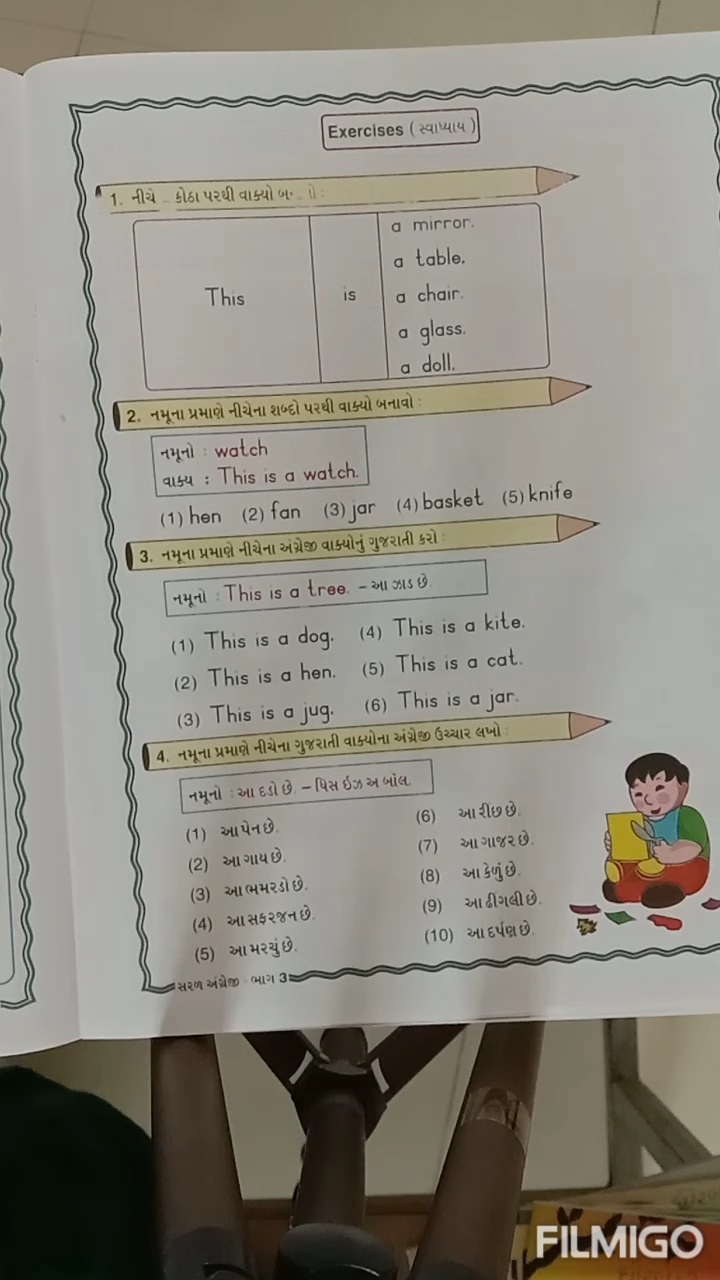 Exercises ( સ્વાધ્યાય )
1. નીચે કોઠા પરથી વાક્યો
This is
a mirror.
a table.
a chair.
a glass.
a doll.
2. નમૂના પ્રમાણે નીચેના શબ્દો પરથી વાક્યો બનાવો :
નમૂનો : watch
વાક્ય : This is a watch.
(1) hen (2) fan (3) jar (4) basket (5) knife
3. નમૂના પ્રમાણે નીચેના અંગ્રેજી વાક્યોનું ગુજરાતી કરો :
નમૂનો : This is a tree. – આ ઝાડ છે.
(1) This is a dog. (4) This is a kite.
(2) This is a hen. (5) This is a cat.
(3) This is a jug. (6) This is a jar.
4. નમૂના પ્રમાણે નીચેના ગુજરાતી વાક્યોના અંગ્રેજી ઉચ્ચાર લખો :
નમૂનો : આ દડો છે. – ધિસ ઇઝ અ બૉલ.
(1) આ પેન છે.
(2) આ ગાય છે.
(3) આ ભમરડો છે.
(4) આ સફરજન છે.
(5) આ મરચું છે.
(6) આ રીંછ છે.
(7) આ ગાજર છે.
(8) આ કેળું છે.
(9) આ ઢીંગલી છે.
(10) આ દર્પણ છે.
સરળ અંગ્રેજી - ભાગ 3
FILMIGO